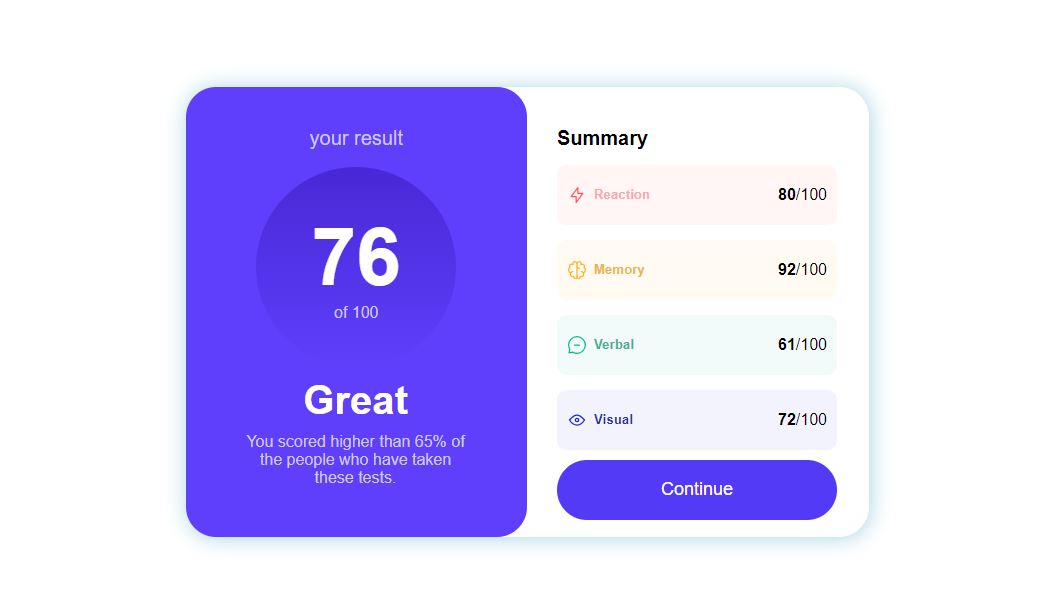 your result
76
of 100
Great
You scored higher than 65% of
the people who have taken
these tests.
Summary
Reaction 80/100
Memory 92/100
Verbal 61/100
Visual 72/100
Continue